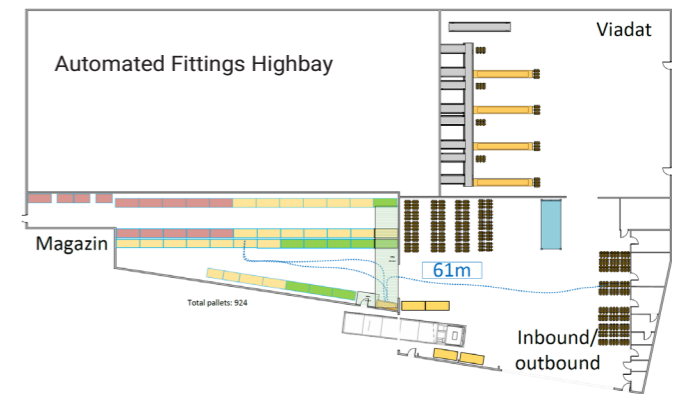 Viadat
Automated Fittings Highbay
Magazin
61m
Total pallets: 924
Inbound/
outbound